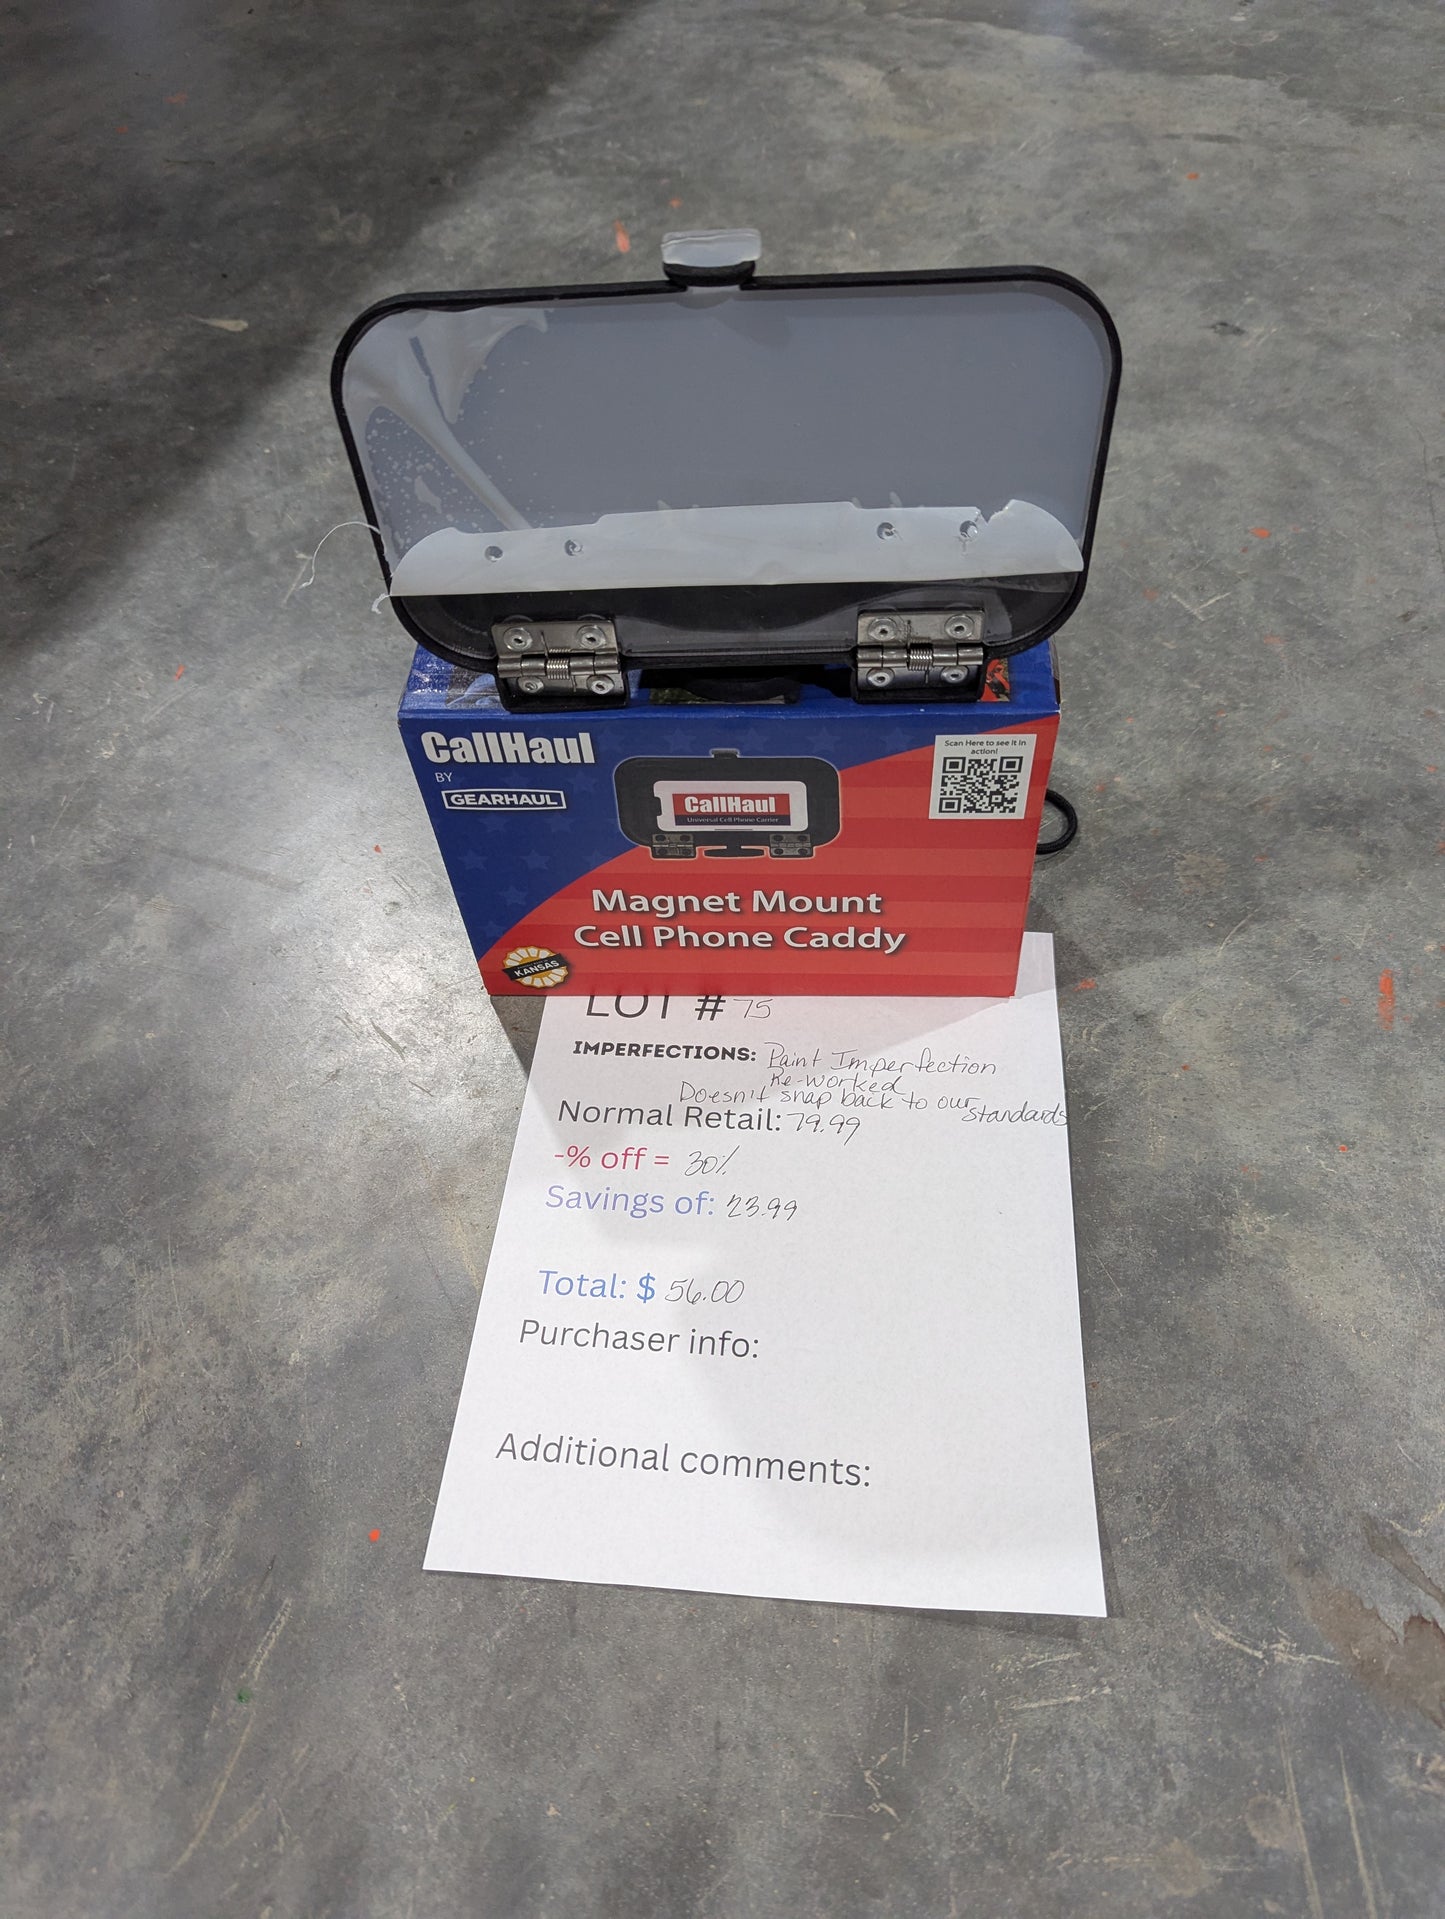 CallHaul
BY
GEARHAUL
Scan Here to see it in
action!
CallHaul
Universal Cell Phone Carrier
Magnet Mount
Cell Phone Caddy
KANSAS
LOT # 75
IMPERFECTIONS: Paint Imperfection
Re-worked
Doesn't snap back to our standards
Normal Retail: 79.99
-% off = 30%
Savings of: 23.99
Total: $ 56.00
Purchaser info:
Additional comments: